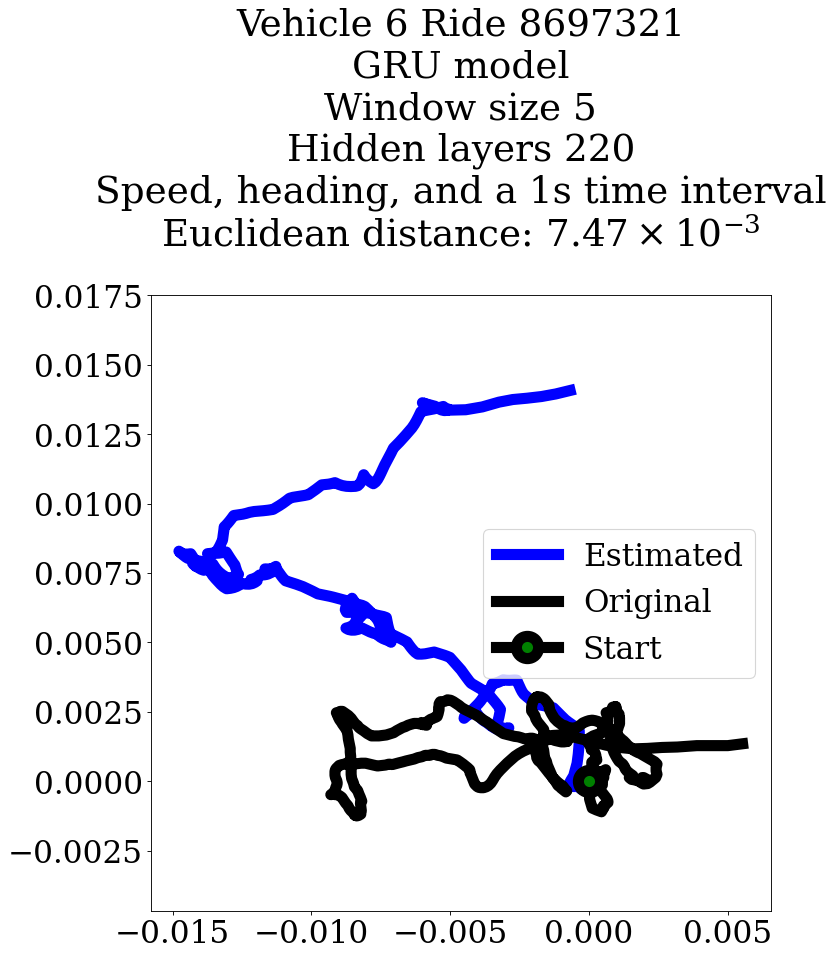 Vehicle 6 Ride 8697321
GRU model
Window size 5
Hidden layers 220
Speed, heading, and a 1s time interval
Euclidean distance: 7.47 × 10⁻³
0.0175
0.0150
0.0125
0.0100
0.0075
0.0050
0.0025
0.0000
−0.0025
Estimated
Original
Start
−0.015 −0.010 −0.005 0.000 0.005